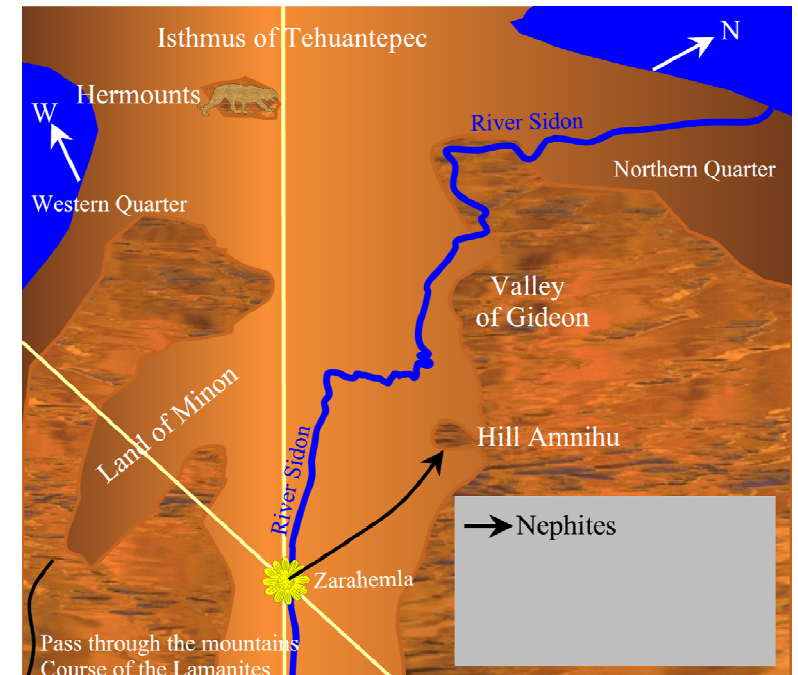 Isthmus of Tehuantepec
N
Hermounts
W
River Sidon
Northern Quarter
Western Quarter
Valley
of Gideon
Land of Minon
River Sidon
Hill Amnihu
Nephites
Zarahemla
Pass through the mountains
Course of the Lamanites